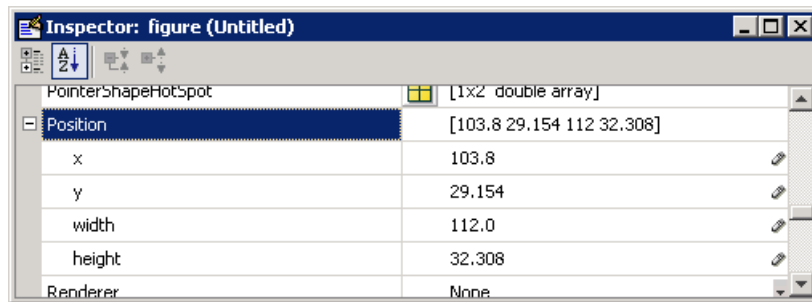 Inspector: figure (Untitled)
PointerShapeHotSpot [1x2 double array]
Position [103.8 29.154 112 32.308]
x 103.8
y 29.154
width 112.0
height 32.308
Renderer None